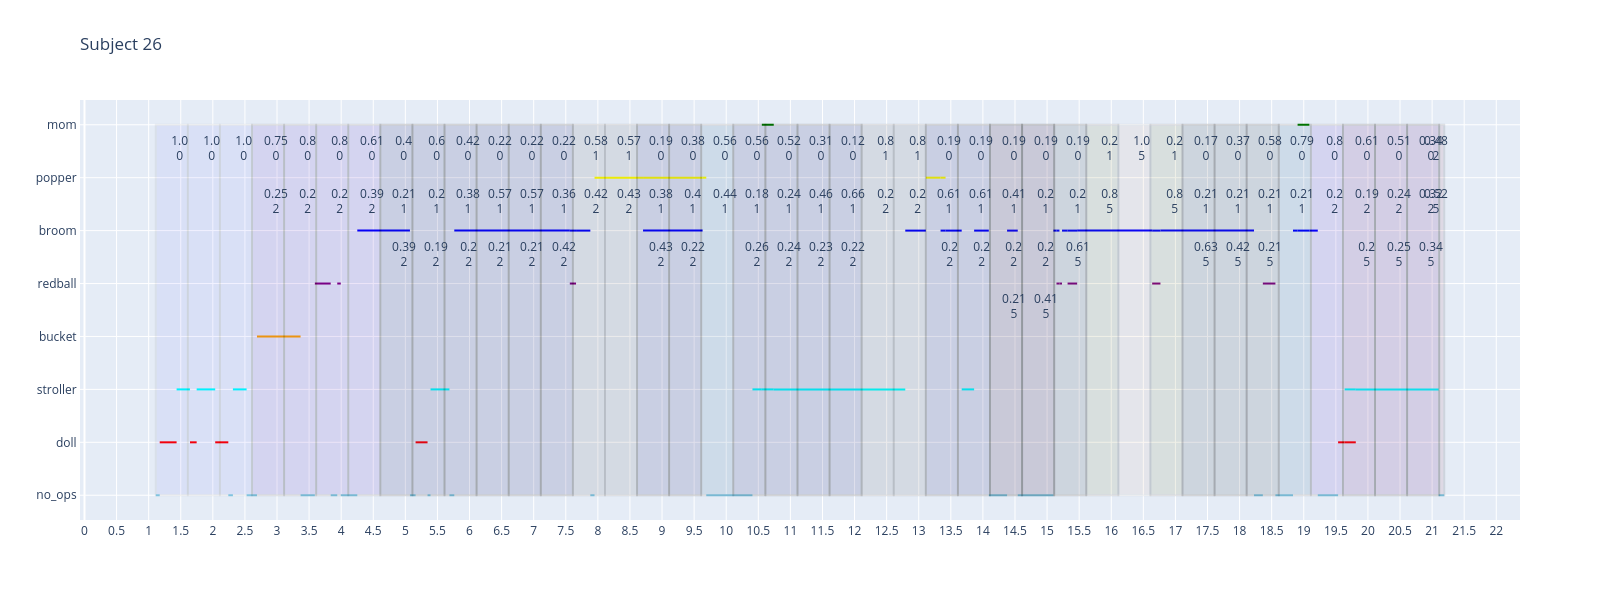 Subject 26
mom
1.0 1.0 1.0 0.75 0.8 0.8 0.61 0.4 0.6 0.42 0.22 0.22 0.22 0.58 0.57 0.19 0.38 0.56 0.56 0.52 0.31 0.12 0.8 0.8 0.19 0.19 0.19 0.19 0.19 0.2 1.0 0.2 0.17 0.37 0.58 0.79 0.8 0.61 0.51
0 0 0 0 0 0 0 0 0 0 0 0 0 1 1 0 0 0 0 0 0 0 1 1 0 0 0 0 0 1 5 1 0 0 0 0 0 0 0
popper
0.25 0.2 0.2 0.39 0.21 0.2 0.38 0.57 0.57 0.36 0.42 0.43 0.38 0.4 0.44 0.18 0.24 0.46 0.66 0.2 0.2 0.61 0.61 0.41 0.2 0.2 0.8 0.8 0.21 0.21 0.21 0.21 0.2 0.19 0.24
2 2 2 2 1 1 1 1 1 1 2 2 1 1 1 1 1 1 1 2 2 1 1 1 1 1 5 5 1 1 1 1 2 2 2
broom
0.39 0.19 0.2 0.21 0.21 0.42 0.43 0.22 0.26 0.24 0.23 0.22 0.2 0.2 0.2 0.2 0.61 0.63 0.42 0.21 0.2 0.25 0.34
2 2 2 2 2 2 2 2 2 2 2 2 2 2 2 2 5 5 5 5 5 5 5
redball
0.21 0.41
5 5
bucket
stroller
doll
no_ops
0 0.5 1 1.5 2 2.5 3 3.5 4 4.5 5 5.5 6 6.5 7 7.5 8 8.5 9 9.5 10 10.5 11 11.5 12 12.5 13 13.5 14 14.5 15 15.5 16 16.5 17 17.5 18 18.5 19 19.5 20 20.5 21 21.5 22